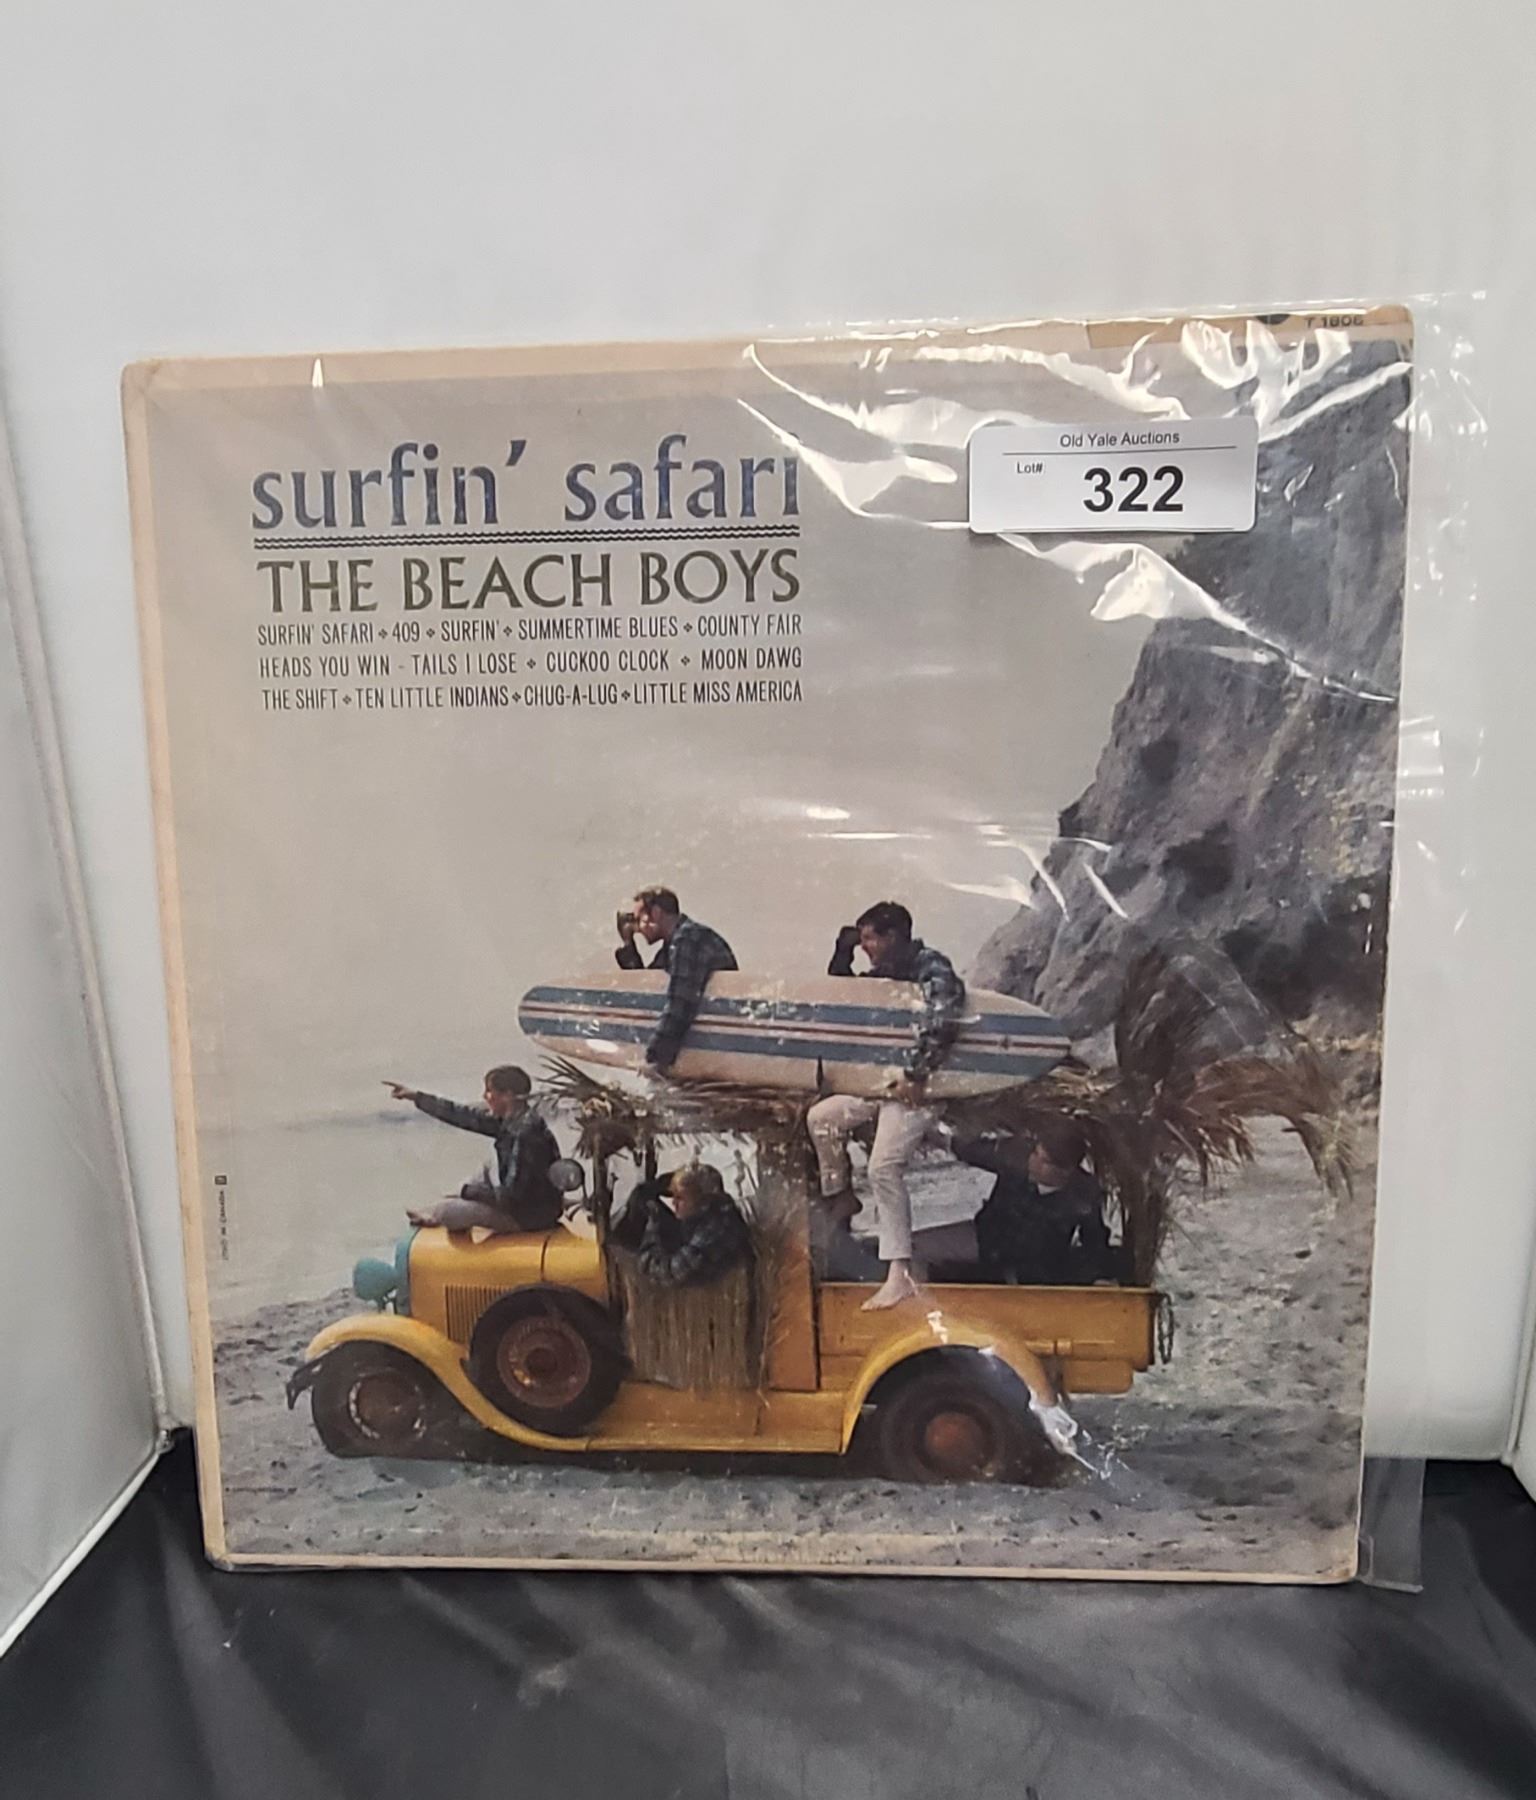 T 1808
Old Yale Auctions
Lot#:
322
surfin' safari
THE BEACH BOYS
SURFIN' SAFARI ❖ 409 ❖ SURFIN' ❖ SUMMERTIME BLUES ❖ COUNTY FAIR
HEADS YOU WIN - TAILS I LOSE ❖ CUCKOO CLOCK ❖ MOON DAWG
THE SHIFT ❖ TEN LITTLE INDIANS ❖ CHUG-A-LUG ❖ LITTLE MISS AMERICA